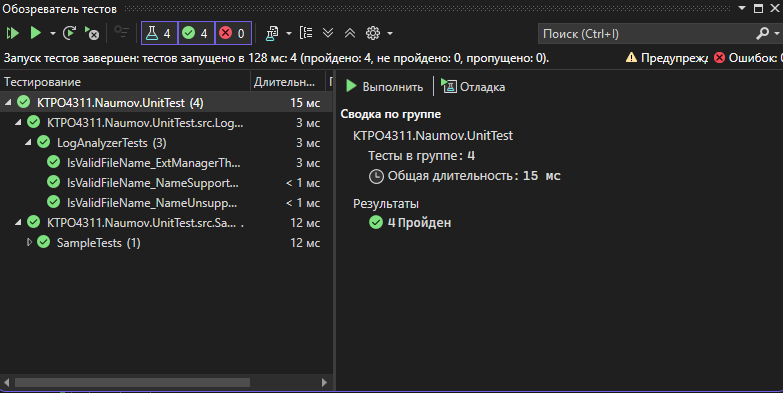 Обозреватель тестов
4 4 0
Поиск (Ctrl+I)
Запуск тестов завершен: тестов запущено в 128 мс: 4 (пройдено: 4, не пройдено: 0, пропущено: 0).
Предупрежд
Ошибок: 0
Тестирование Длительн...
KTPO4311.Naumov.UnitTest (4) 15 мс
KTPO4311.Naumov.UnitTest.src.Log... 3 мс
LogAnalyzerTests (3) 3 мс
IsValidFileName_ExtManagerTh... 3 мс
IsValidFileName_NameSupport... < 1 мс
IsValidFileName_NameUnsupp... < 1 мс
KTPO4311.Naumov.UnitTest.src.Sa... . 12 мс
SampleTests (1) 12 мс
Выполнить Отладка
Сводка по группе
KTPO4311.Naumov.UnitTest
Тесты в группе: 4
Общая длительность: 15 мс
Результаты
4 Пройден